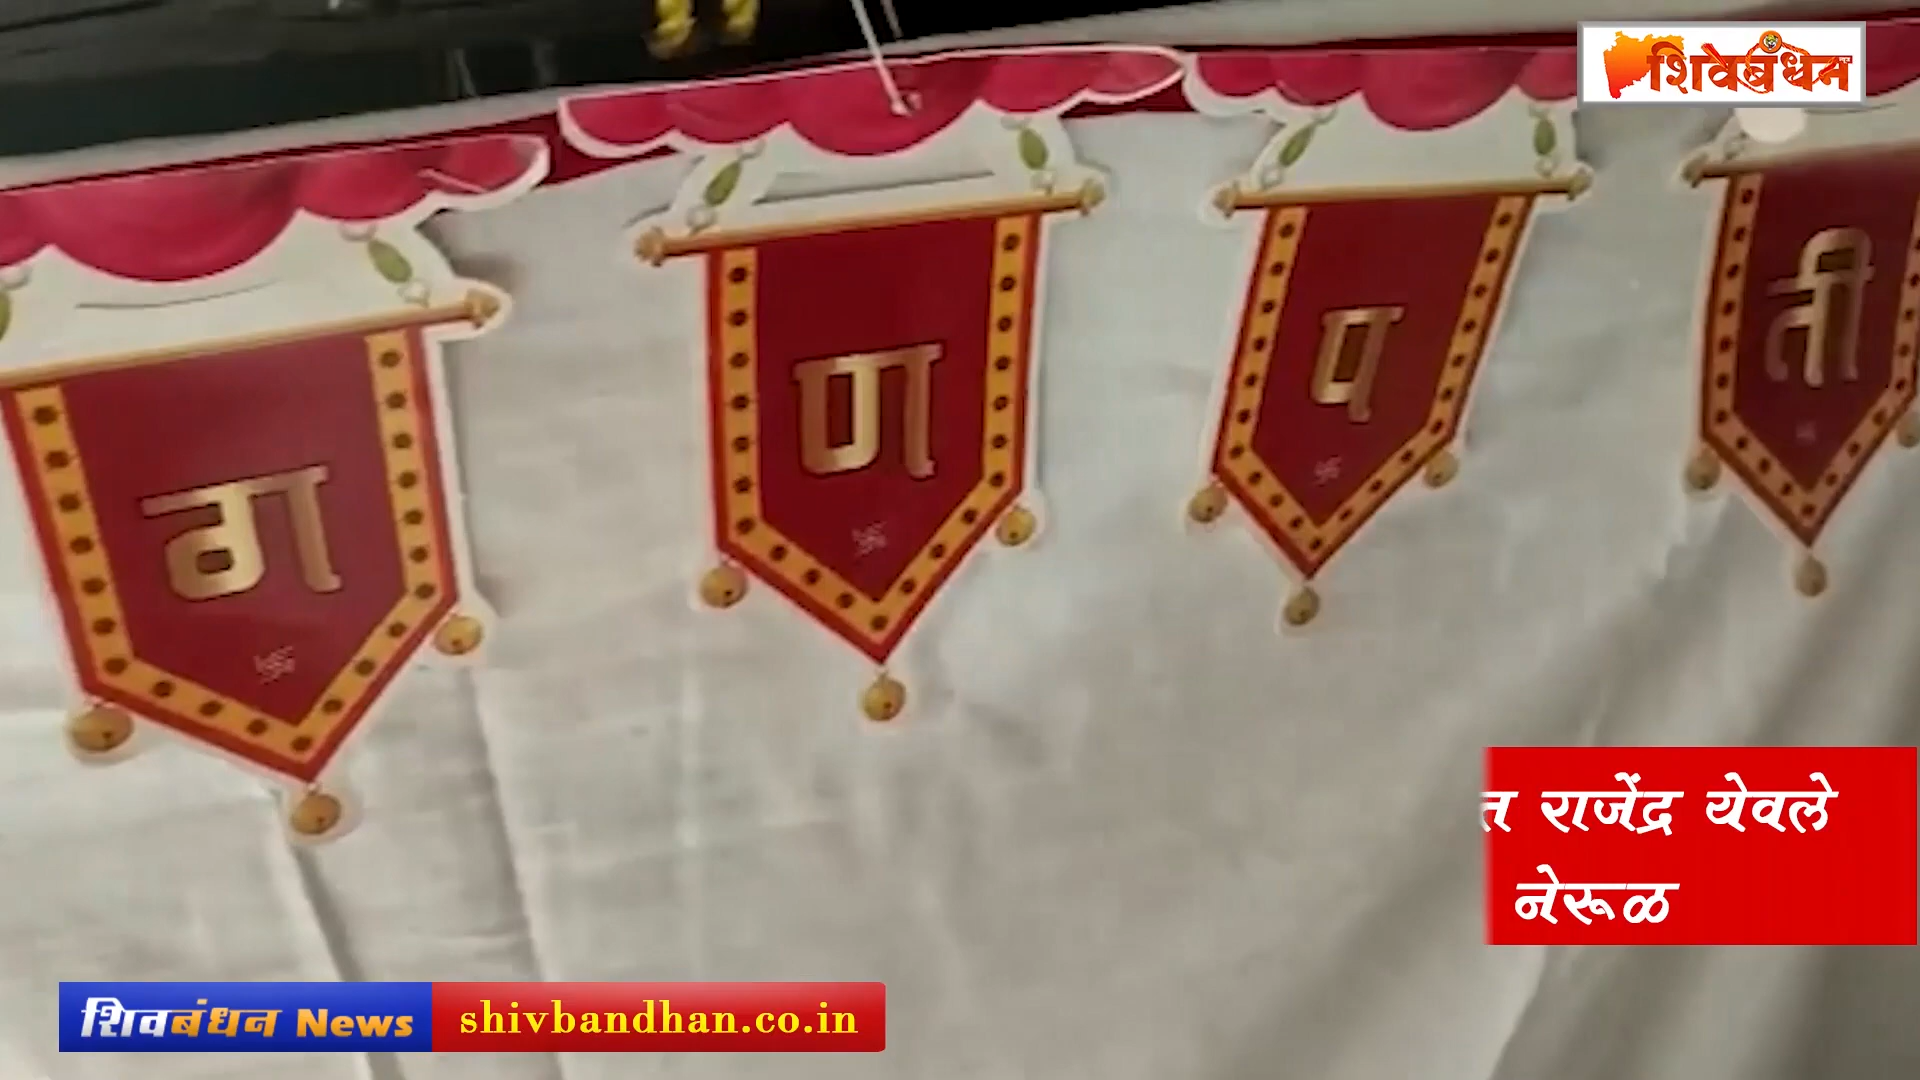 शिवबंधन
ग ण प ती
राजेंद्र येवले
नेरूळ
शिवबंधन News
shivbandhan.co.in